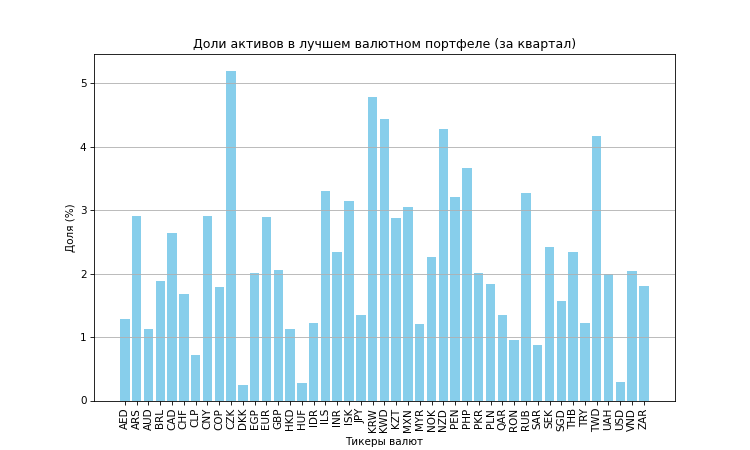 Доли активов в лучшем валютном портфеле (за квартал)
Доля (%)
5
4
3
2
1
0
AED ARS AUD BRL CAD CHF CLP CNY COP CZK DKK EGP EUR GBP HKD HUF IDR ILS INR ISK JPY KRW KWD KZT MXN MYR NOK NZD PEN PHP PKR PLN QAR RON RUB SAR SEK SGD THB TRY TWD UAH USD VND ZAR
Тикеры валют